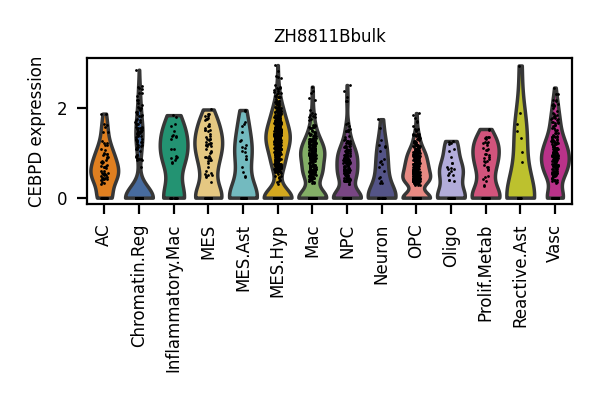 ZH8811Bbulk
CEBPD expression
2
0
AC
Chromatin.Reg
Inflammatory.Mac
MES
MES.Ast
MES.Hyp
Mac
NPC
Neuron
OPC
Oligo
Prolif.Metab
Reactive.Ast
Vasc